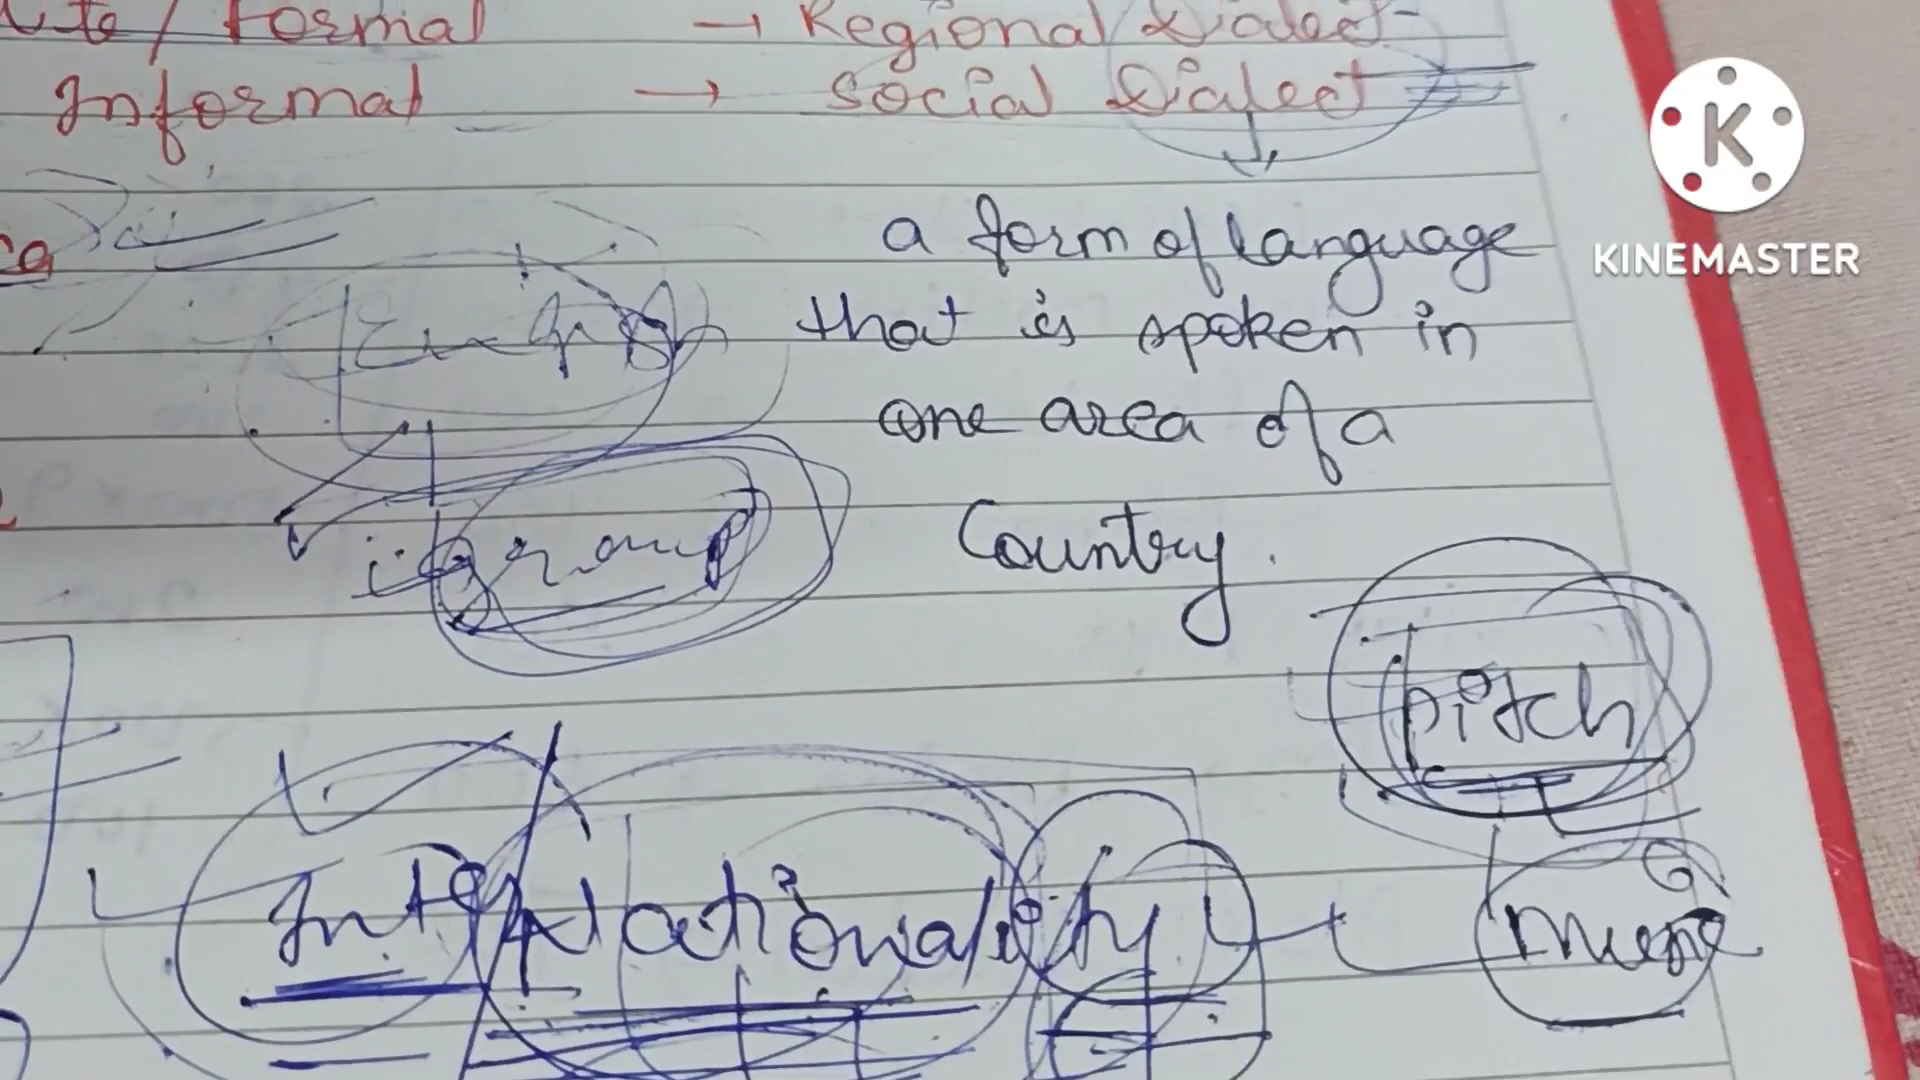 Formal → Regional Dialect
Informal → Social Dialect
a form of language
that is spoken in
one area of a
Country.
group
pitch
Inter Nationality
KINEMASTER